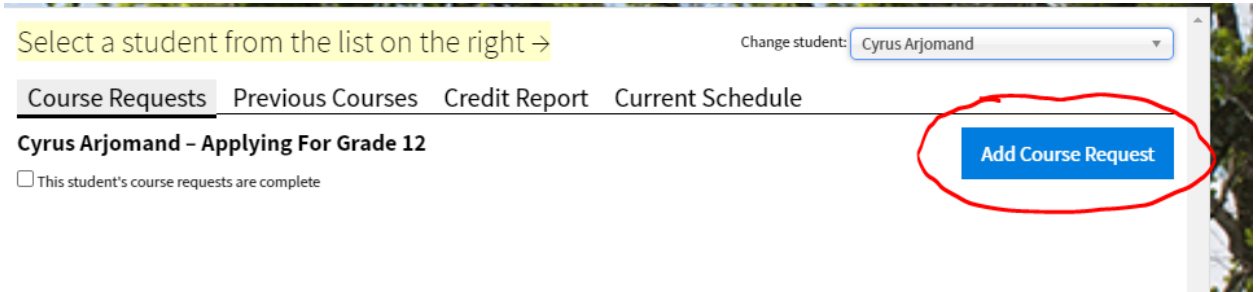 Select a student from the list on the right →
Change student: Cyrus Arjomand
Course Requests Previous Courses Credit Report Current Schedule
Cyrus Arjomand – Applying For Grade 12
Add Course Request
This student's course requests are complete